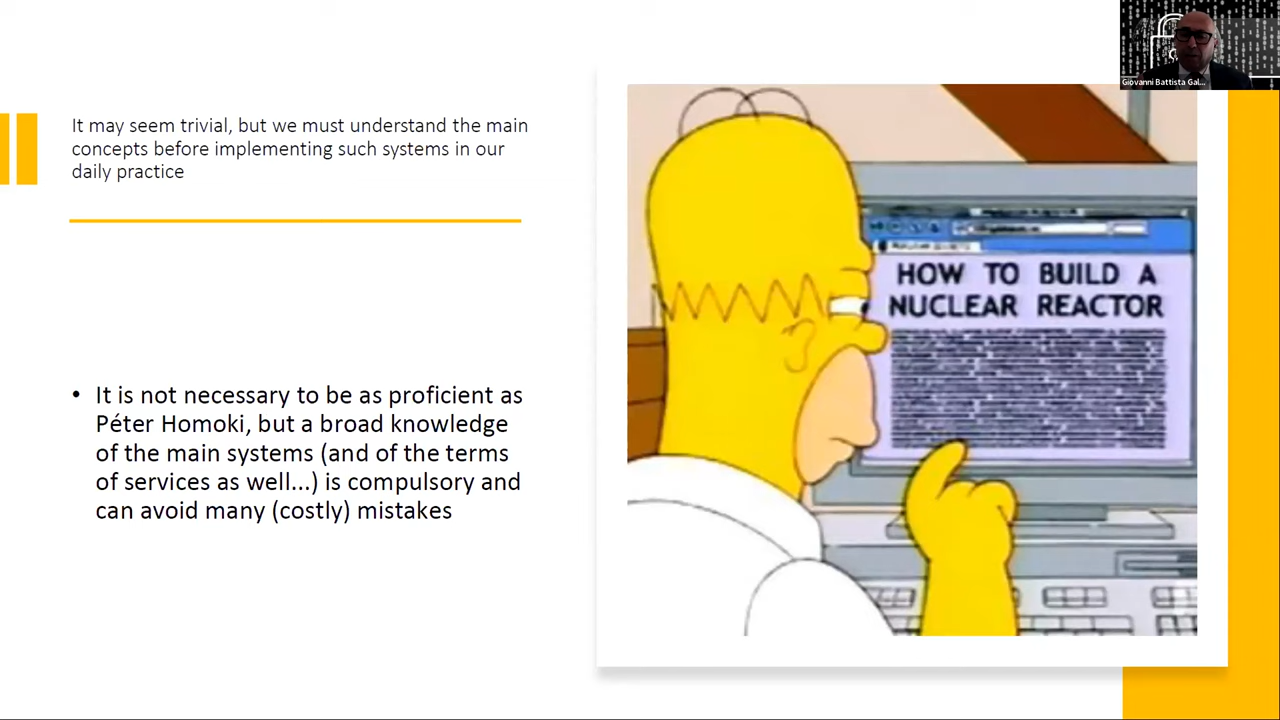 Giovanni Battista Gal...
It may seem trivial, but we must understand the main
concepts before implementing such systems in our
daily practice
• It is not necessary to be as proficient as
Péter Homoki, but a broad knowledge
of the main systems (and of the terms
of services as well...) is compulsory and
can avoid many (costly) mistakes
HOW TO BUILD A
NUCLEAR REACTOR